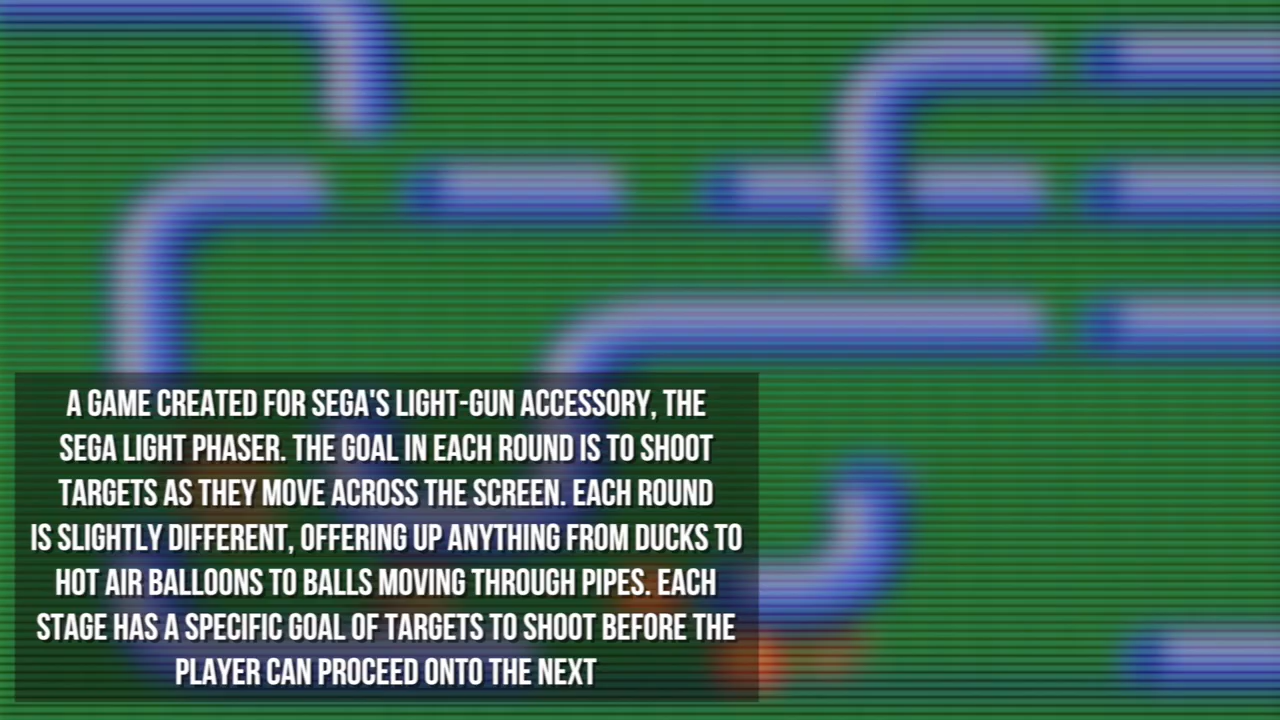 A GAME CREATED FOR SEGA'S LIGHT-GUN ACCESSORY, THE
SEGA LIGHT PHASER. THE GOAL IN EACH ROUND IS TO SHOOT
TARGETS AS THEY MOVE ACROSS THE SCREEN. EACH ROUND
IS SLIGHTLY DIFFERENT, OFFERING UP ANYTHING FROM DUCKS TO
HOT AIR BALLOONS TO BALLS MOVING THROUGH PIPES. EACH
STAGE HAS A SPECIFIC GOAL OF TARGETS TO SHOOT BEFORE THE
PLAYER CAN PROCEED ONTO THE NEXT